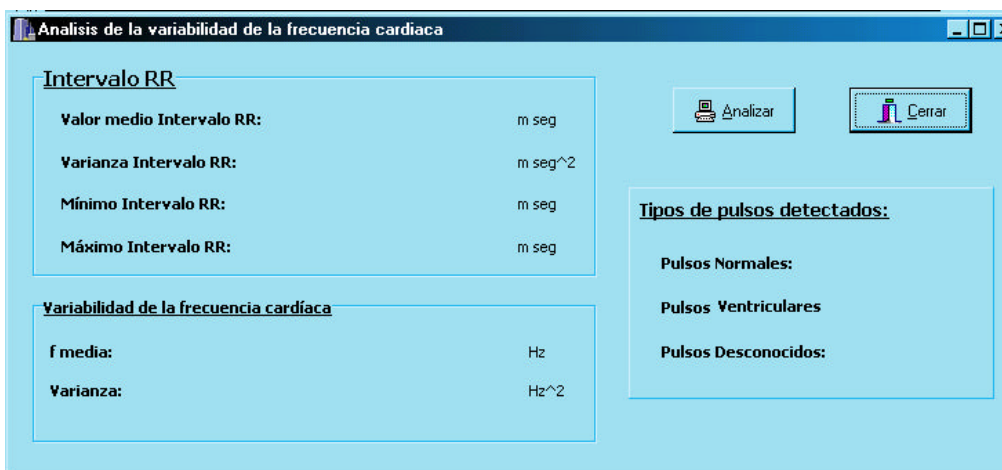 Analisis de la variabilidad de la frecuencia cardiaca
Intervalo RR
Valor medio Intervalo RR: m seg
Varianza Intervalo RR: m seg^2
Mínimo Intervalo RR: m seg
Máximo Intervalo RR: m seg
Variabilidad de la frecuencia cardíaca
f media: Hz
Varianza: Hz^2
Analizar
Cerrar
Tipos de pulsos detectados:
Pulsos Normales:
Pulsos Ventriculares
Pulsos Desconocidos: